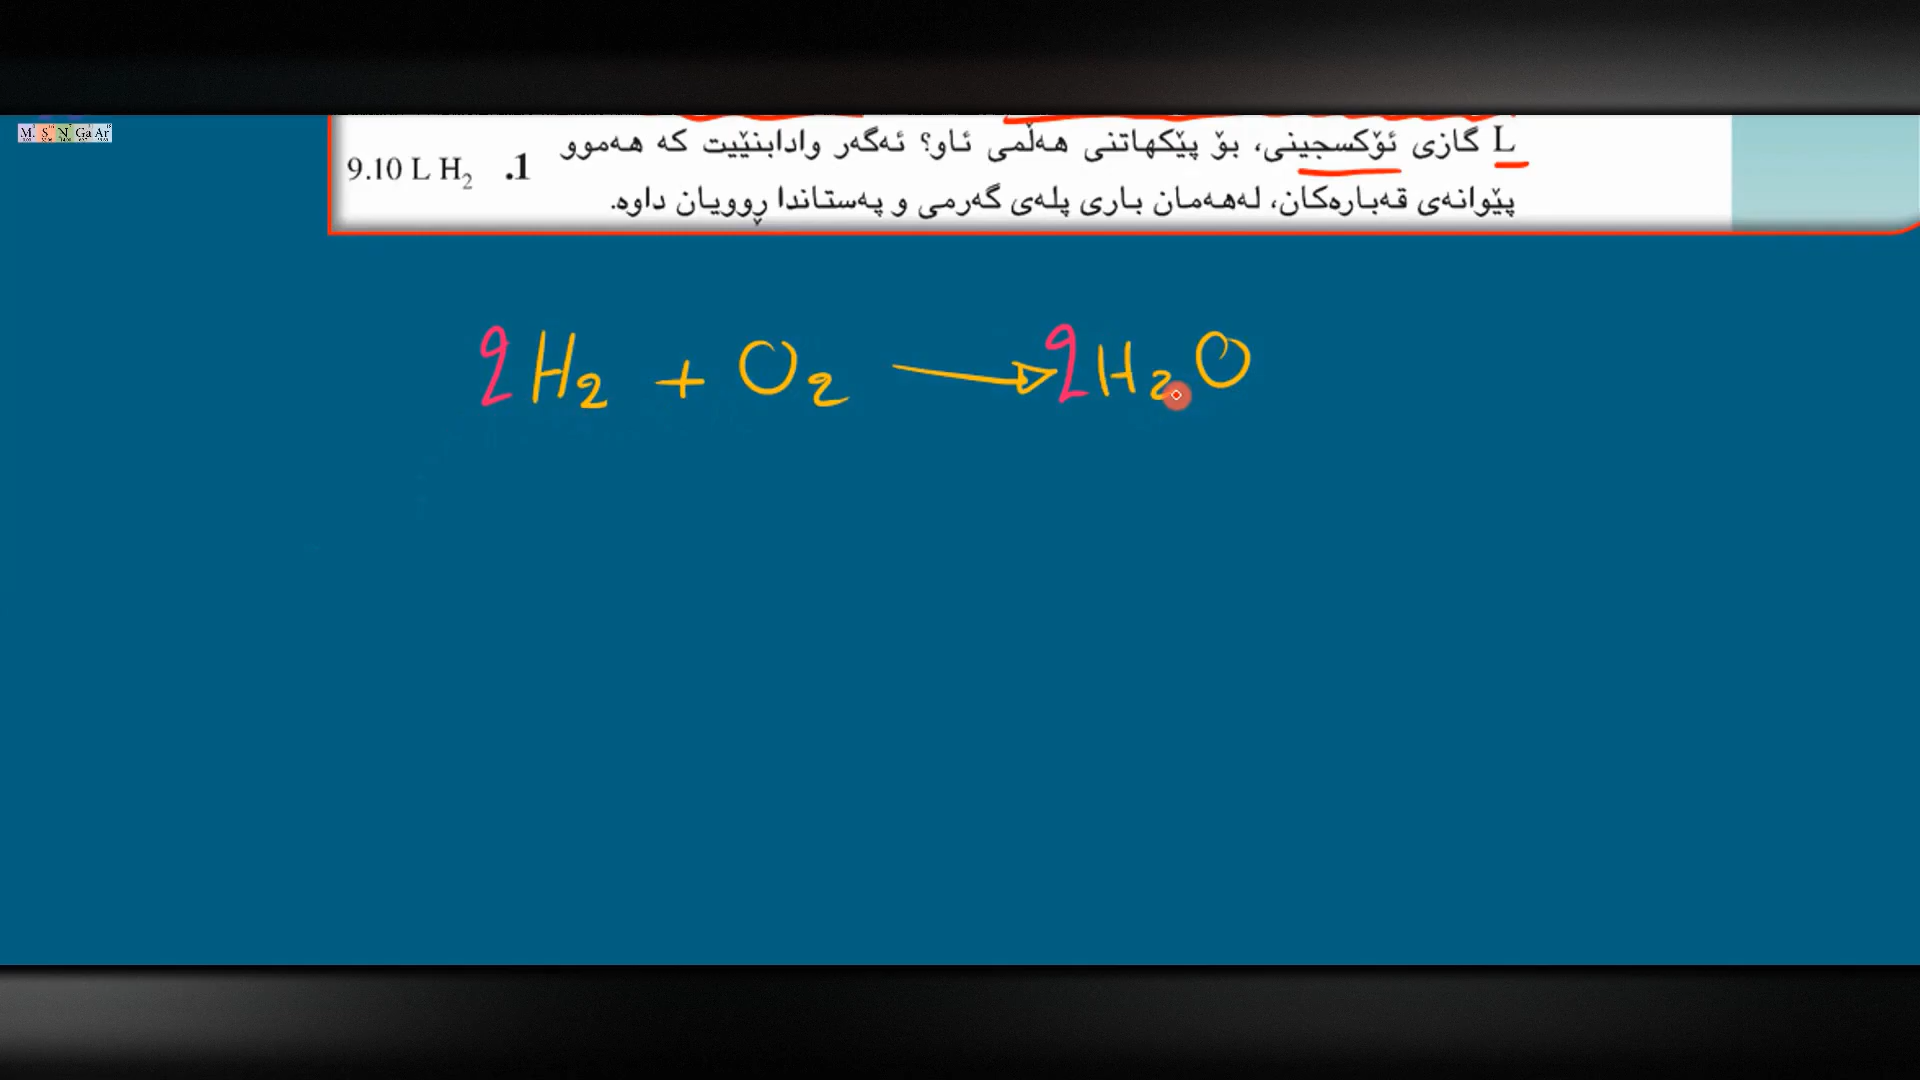 M. S N Ga Ar
L گازی ئۆکسجینی، بۆ پێکهاتنی هەڵمی ئاو؟ ئەگەر وادابنێیت کە هەموو
پێوانەی قەبارەکان، لەهەمان باری پلەی گەرمی و پەستاندا ڕوویان داوە.
.1 9.10 L H₂
2H₂ + O₂ → 2H₂O